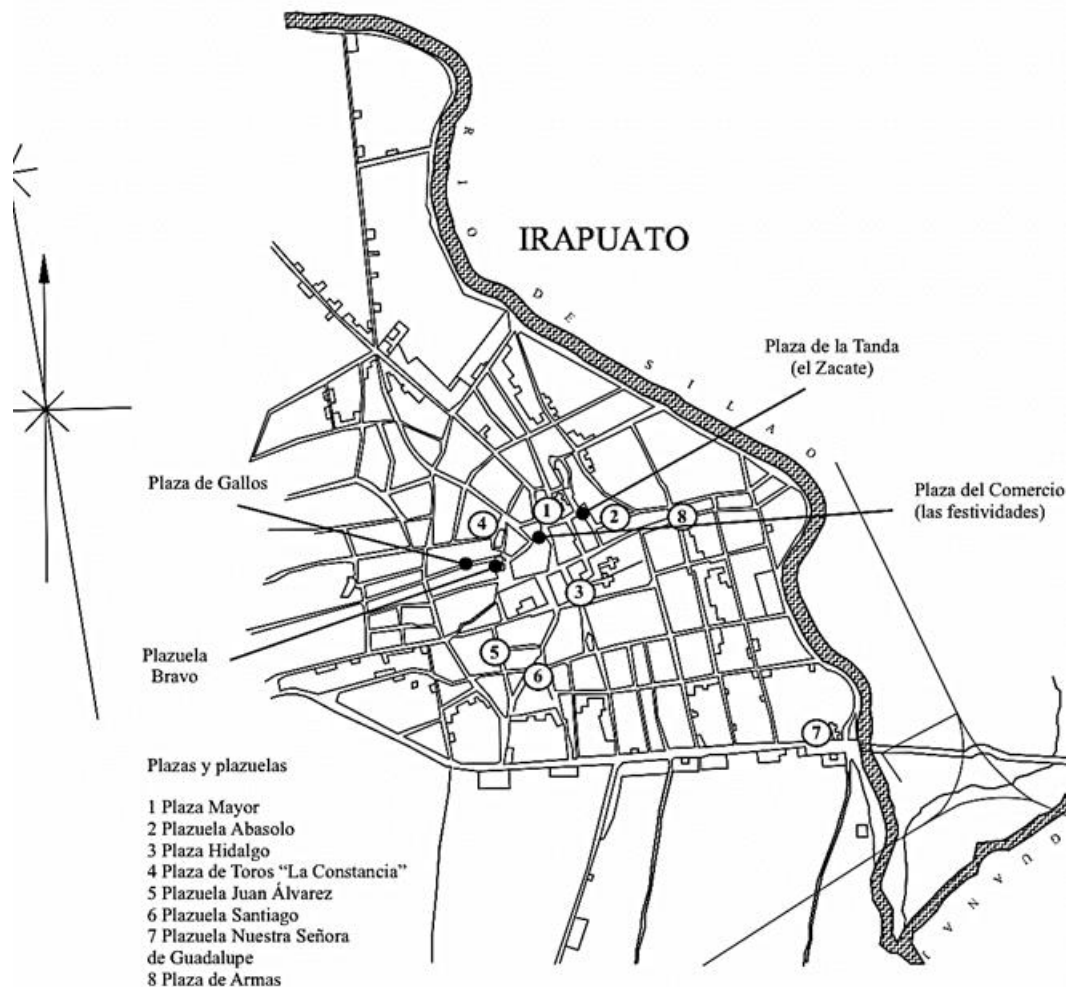 IRAPUATO
RIO DE SILAO
Plaza de la Tanda
(el Zacate)
Plaza de Gallos
Plaza del Comercio
(las festividades)
1
2
8
4
3
Plazuela
Bravo
5
6
7
GUANAJ
Plazas y plazuelas
1 Plaza Mayor
2 Plazuela Abasolo
3 Plaza Hidalgo
4 Plaza de Toros “La Constancia”
5 Plazuela Juan Álvarez
6 Plazuela Santiago
7 Plazuela Nuestra Señora
de Guadalupe
8 Plaza de Armas